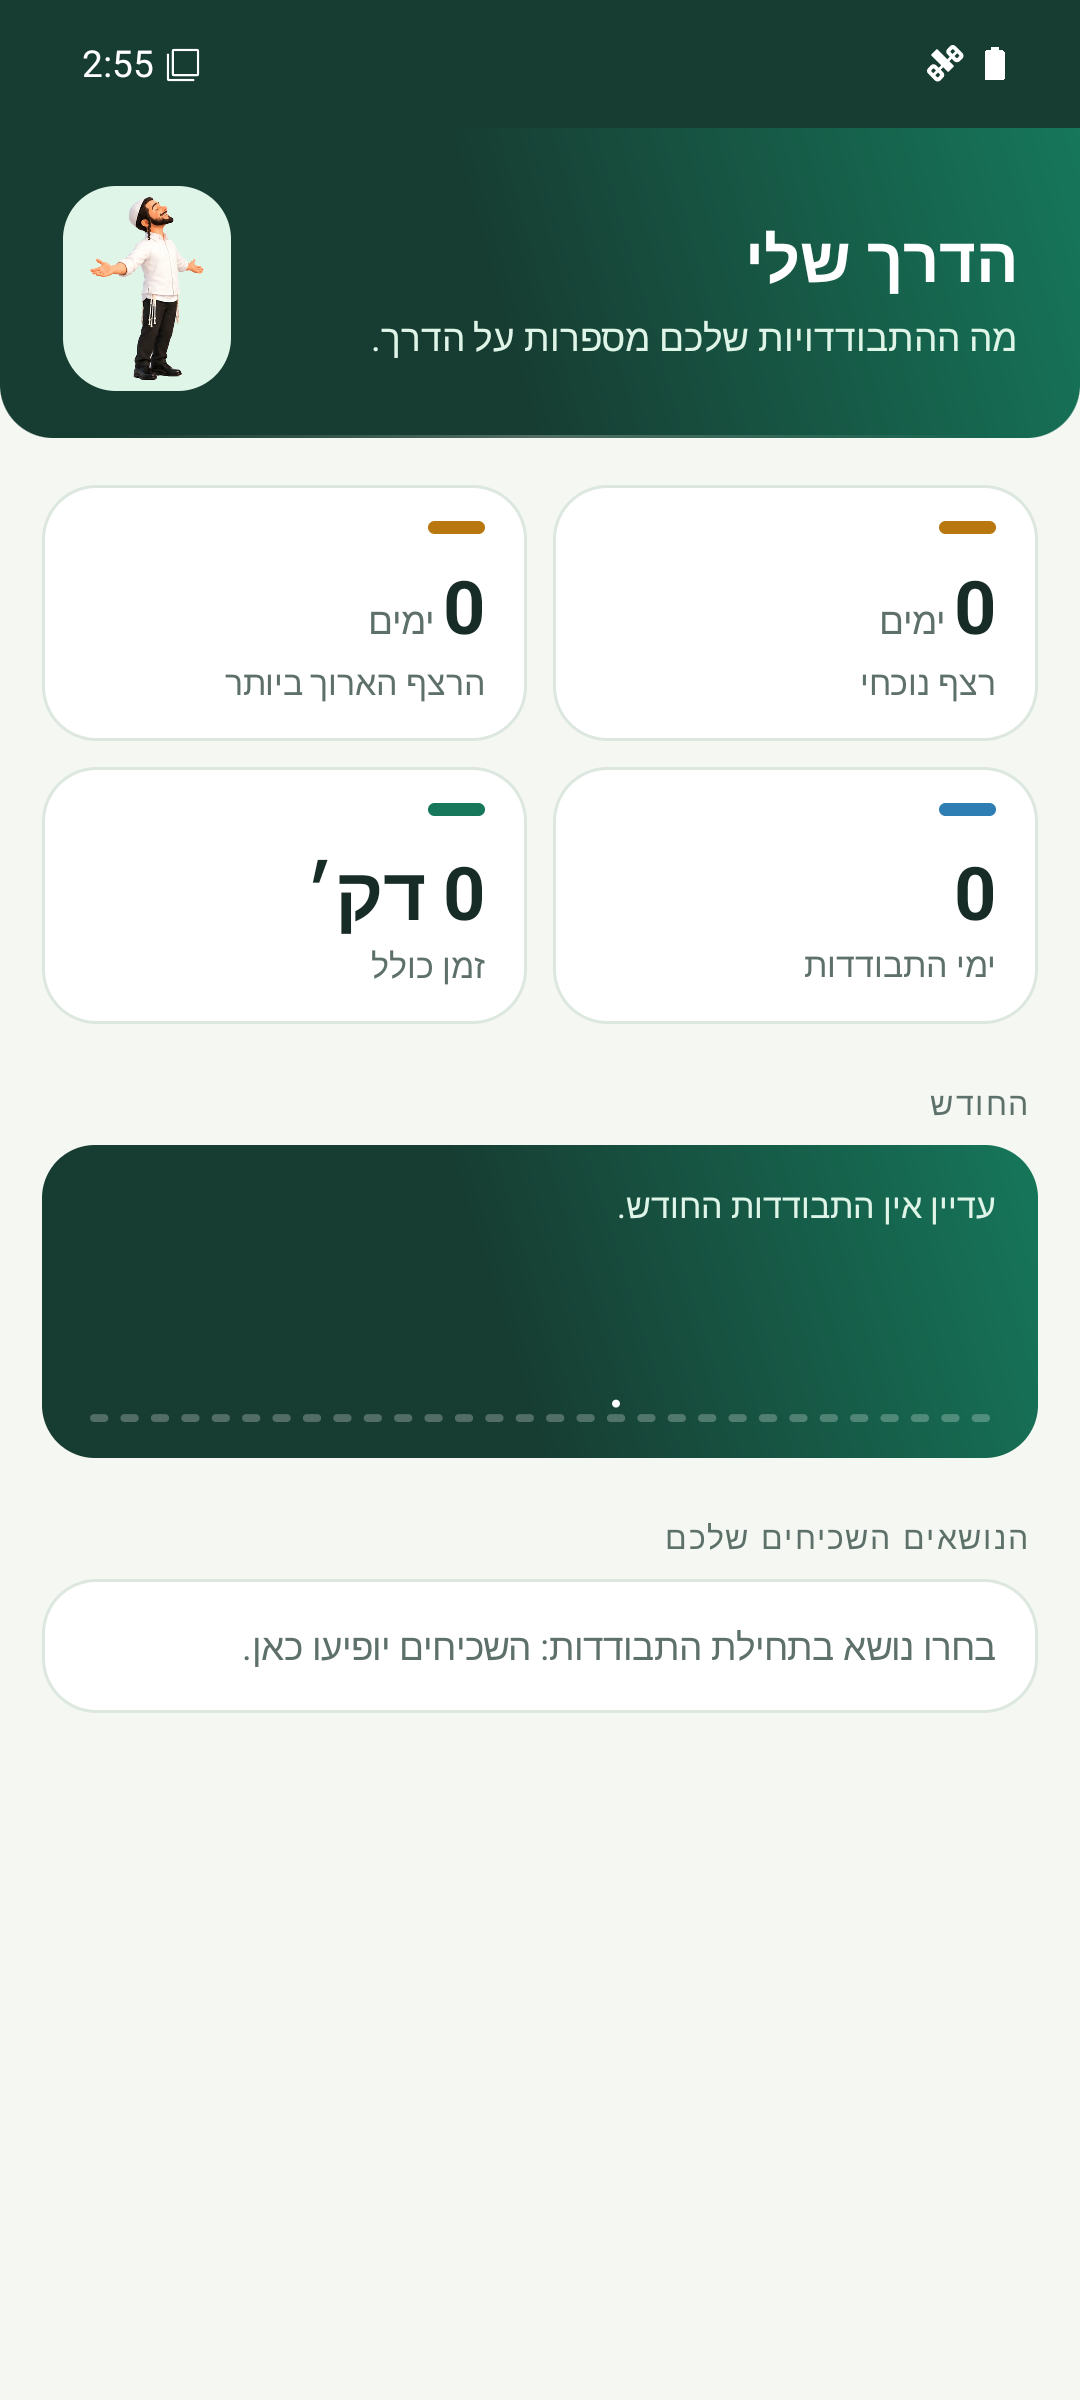 2:55
הדרך שלי
מה ההתבודדויות שלכם מספרות על הדרך.
0 ימים
רצף נוכחי
0 ימים
הרצף הארוך ביותר
0
ימי התבודדות
0 דק׳
זמן כולל
החודש
עדיין אין התבודדות החודש.
הנושאים השכיחים שלכם
בחרו נושא בתחילת התבודדות: השכיחים יופיעו כאן.